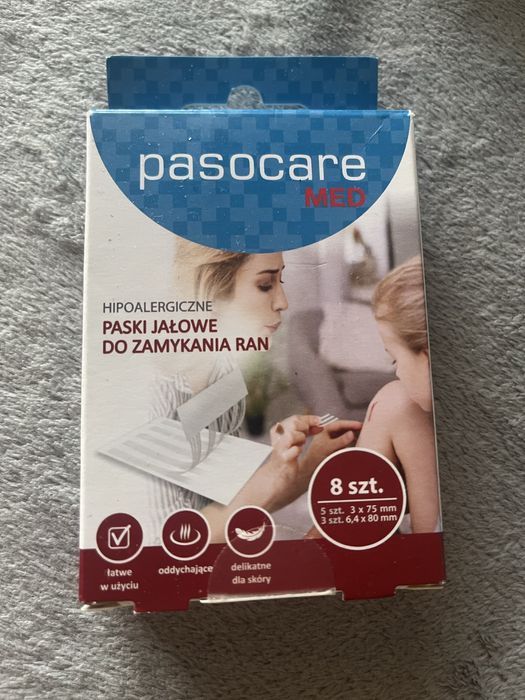 pasocare
MED
HIPOALERGICZNE
PASKI JAŁOWE
DO ZAMYKANIA RAN
8 szt.
5 szt. 3 x 75 mm
3 szt. 6,4 x 80 mm
łatwe
w użyciu
oddychające
delikatne
dla skóry